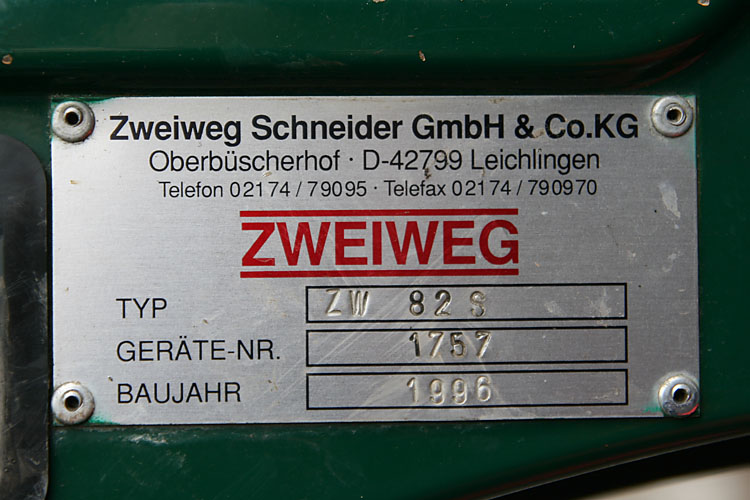 Zweiweg Schneider GmbH & Co.KG
Oberbüscherhof · D-42799 Leichlingen
Telefon 02174 / 79095 · Telefax 02174 / 790970
ZWEIWEG
TYP ZW 82 S
GERÄTE-NR. 1757
BAUJAHR 1996